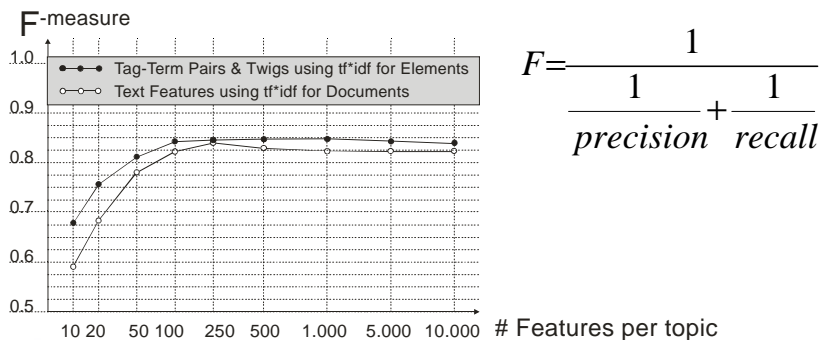 F-measure
1.0
Tag-Term Pairs & Twigs using tf*idf for Elements
Text Features using tf*idf for Documents
0.9
0.8
0.7
0.6
0.5
10 20 50 100 250 500 1.000 5.000 10.000 # Features per topic
F=
1
1 + 1
precision recall